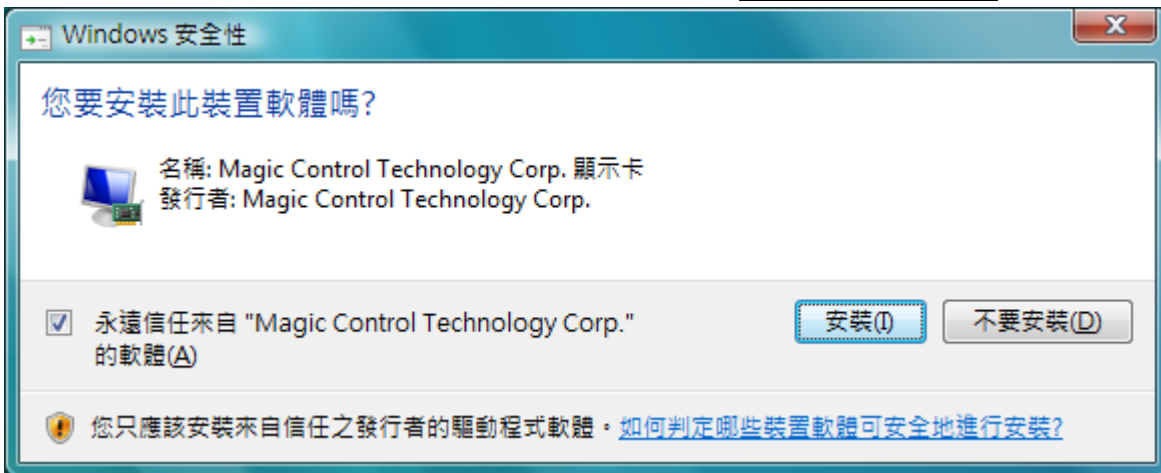 Windows 安全性
您要安裝此裝置軟體嗎?
名稱: Magic Control Technology Corp. 顯示卡
發行者: Magic Control Technology Corp.
永遠信任來自 "Magic Control Technology Corp."
的軟體(A)
安裝(I)
不要安裝(D)
您只應該安裝來自信任之發行者的驅動程式軟體。如何判定哪些裝置軟體可安全地進行安裝?